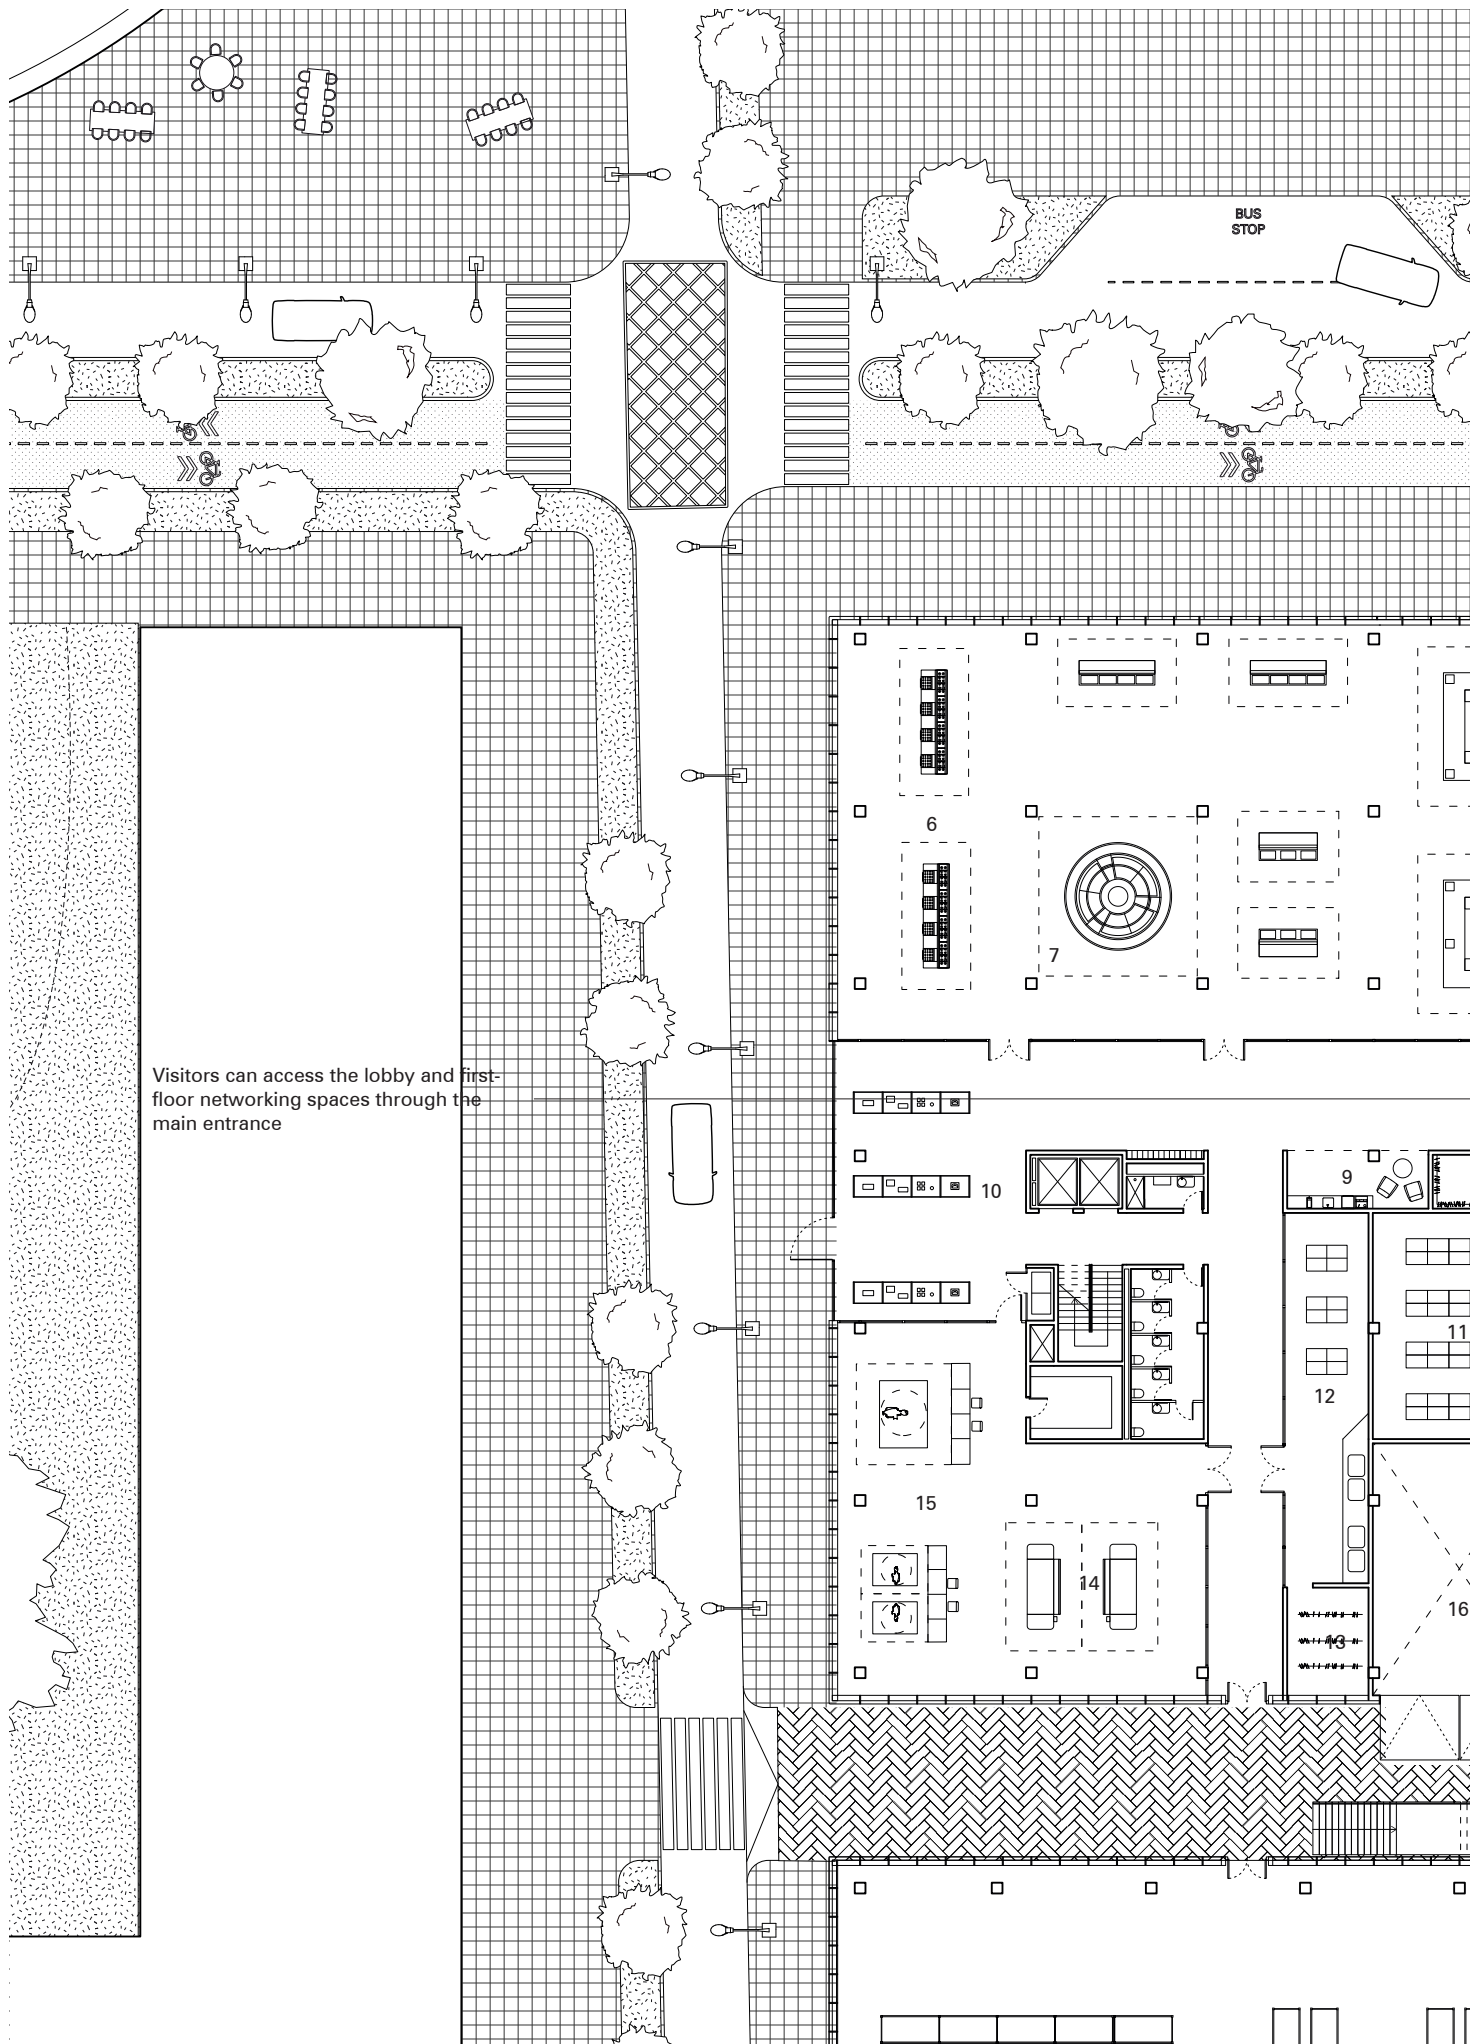 BUS
STOP
6
7
Visitors can access the lobby and first-
floor networking spaces through the
main entrance
9
10
11
12
15
14
16
13